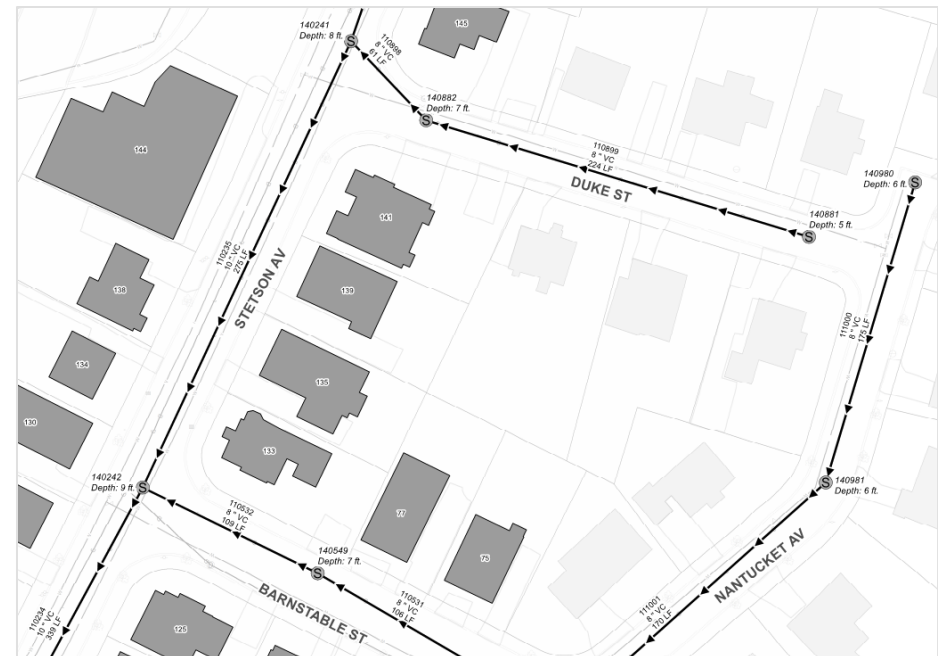 140241
Depth: 8 ft.
145
110898
8 " VC
61 LF
140882
Depth: 7 ft.
110899
8 " VC
224 LF
DUKE ST
140980
Depth: 6 ft.
140881
Depth: 5 ft.
144
141
110235
10 " VC
275 LF
STETSON AV
138
139
111000
8 " VC
175 LF
134
135
130
133
140242
Depth: 9 ft.
140981
Depth: 6 ft.
110532
8 " VC
109 LF
77
75
140549
Depth: 7 ft.
NANTUCKET AV
BARNSTABLE ST
110531
8 " VC
106 LF
111001
8 " VC
170 LF
110234
10 " VC
339 LF
125